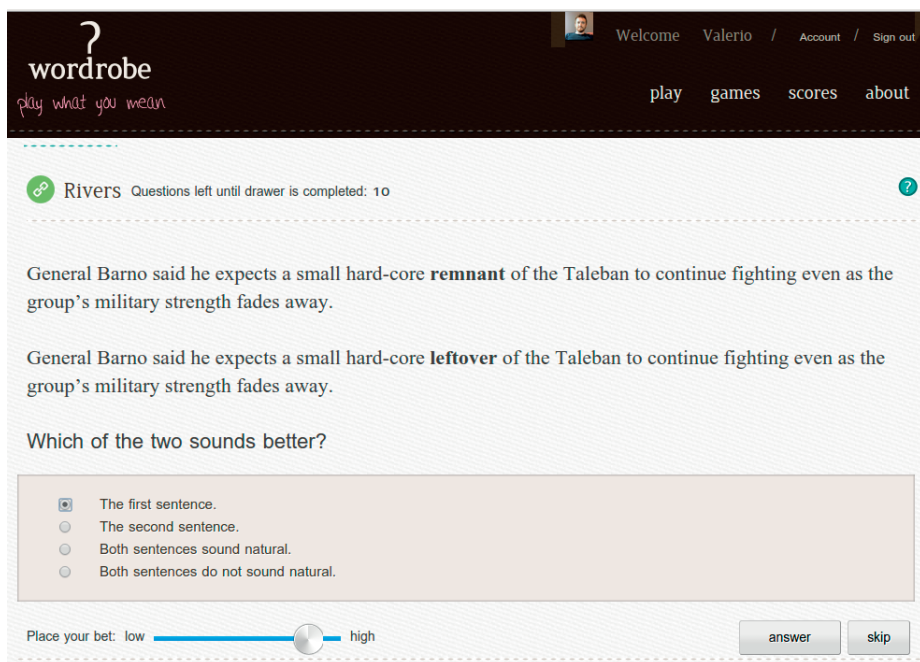 ?
wordrobe
play what you mean
Welcome Valerio / Account / Sign out
play games scores about
Rivers Questions left until drawer is completed: 10
?
General Barno said he expects a small hard-core remnant of the Taleban to continue fighting even as the
group's military strength fades away.
General Barno said he expects a small hard-core leftover of the Taleban to continue fighting even as the
group's military strength fades away.
Which of the two sounds better?
The first sentence.
The second sentence.
Both sentences sound natural.
Both sentences do not sound natural.
Place your bet: low high
answer skip